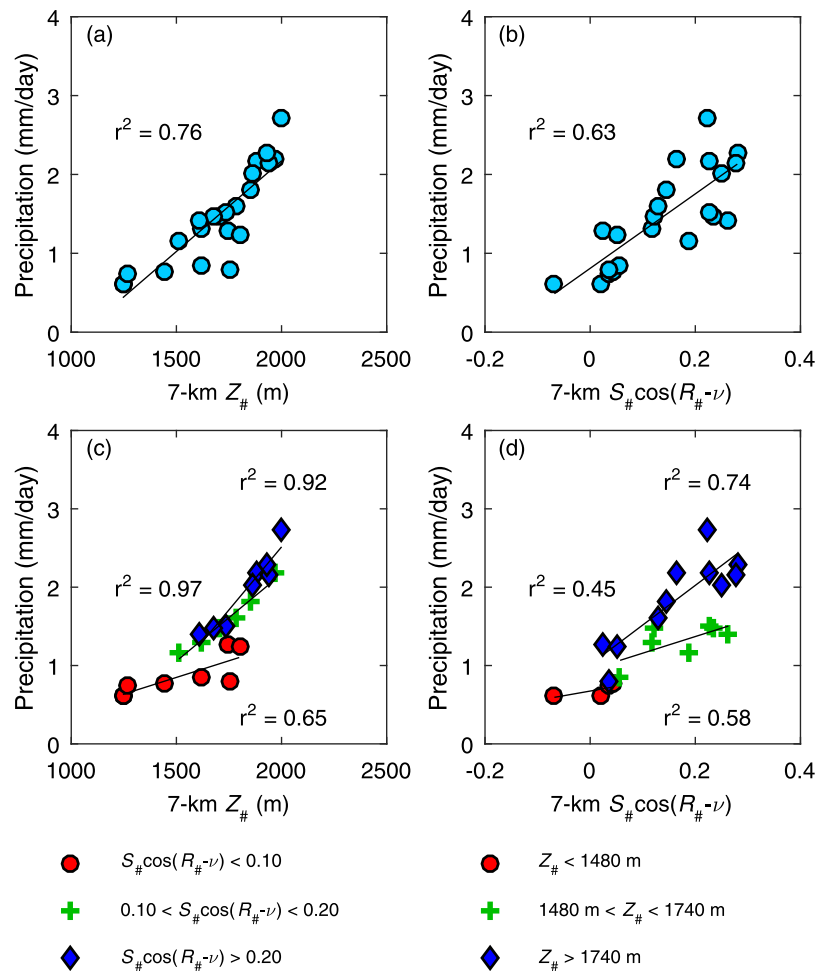 (a)
r² = 0.76
Precipitation (mm/day)
4
3
2
1
0
1000 1500 2000 2500
7-km Z# (m)
(b)
r² = 0.63
Precipitation (mm/day)
4
3
2
1
0
-0.2 0 0.2 0.4
7-km S#cos(R#-ν)
(c)
r² = 0.92
r² = 0.97
r² = 0.65
Precipitation (mm/day)
4
3
2
1
0
1000 1500 2000 2500
7-km Z# (m)
(d)
r² = 0.74
r² = 0.45
r² = 0.58
Precipitation (mm/day)
4
3
2
1
0
-0.2 0 0.2 0.4
7-km S#cos(R#-ν)
S#cos(R#-ν) < 0.10
0.10 < S#cos(R#-ν) < 0.20
S#cos(R#-ν) > 0.20
Z# < 1480 m
1480 m < Z# < 1740 m
Z# > 1740 m